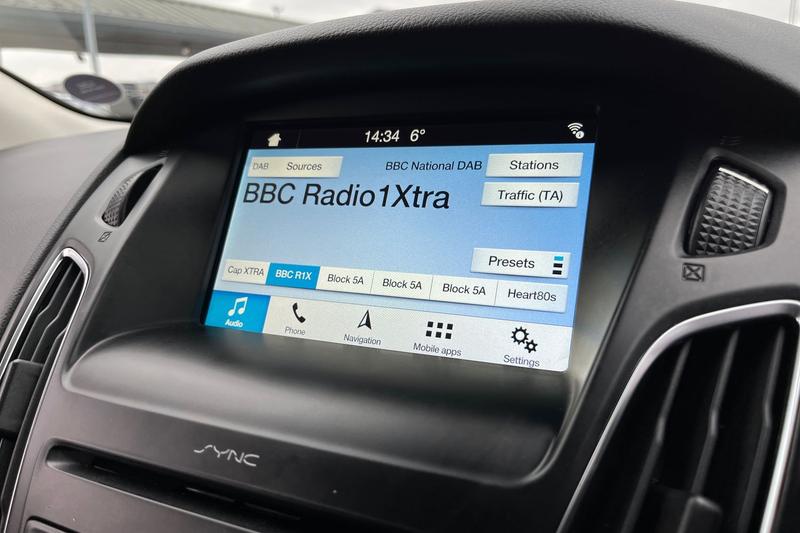 14:34 6°
DAB Sources BBC National DAB Stations
BBC Radio1Xtra Traffic (TA)
Presets
Cap XTRA BBC R1X Block 5A Block 5A Block 5A Heart80s
Audio Phone Navigation Mobile apps Settings
SYNC